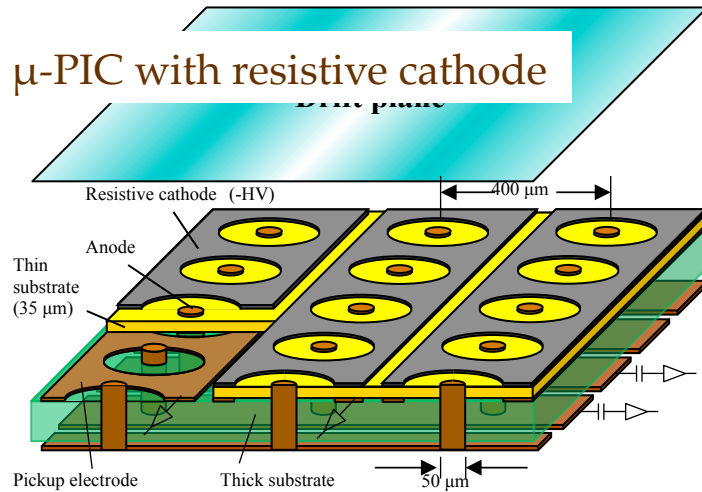 μ-PIC with resistive cathode
plane
Resistive cathode (-HV)
400 μm
Anode
Thin
substrate
(35 μm)
Pickup electrode
Thick substrate
50 μm